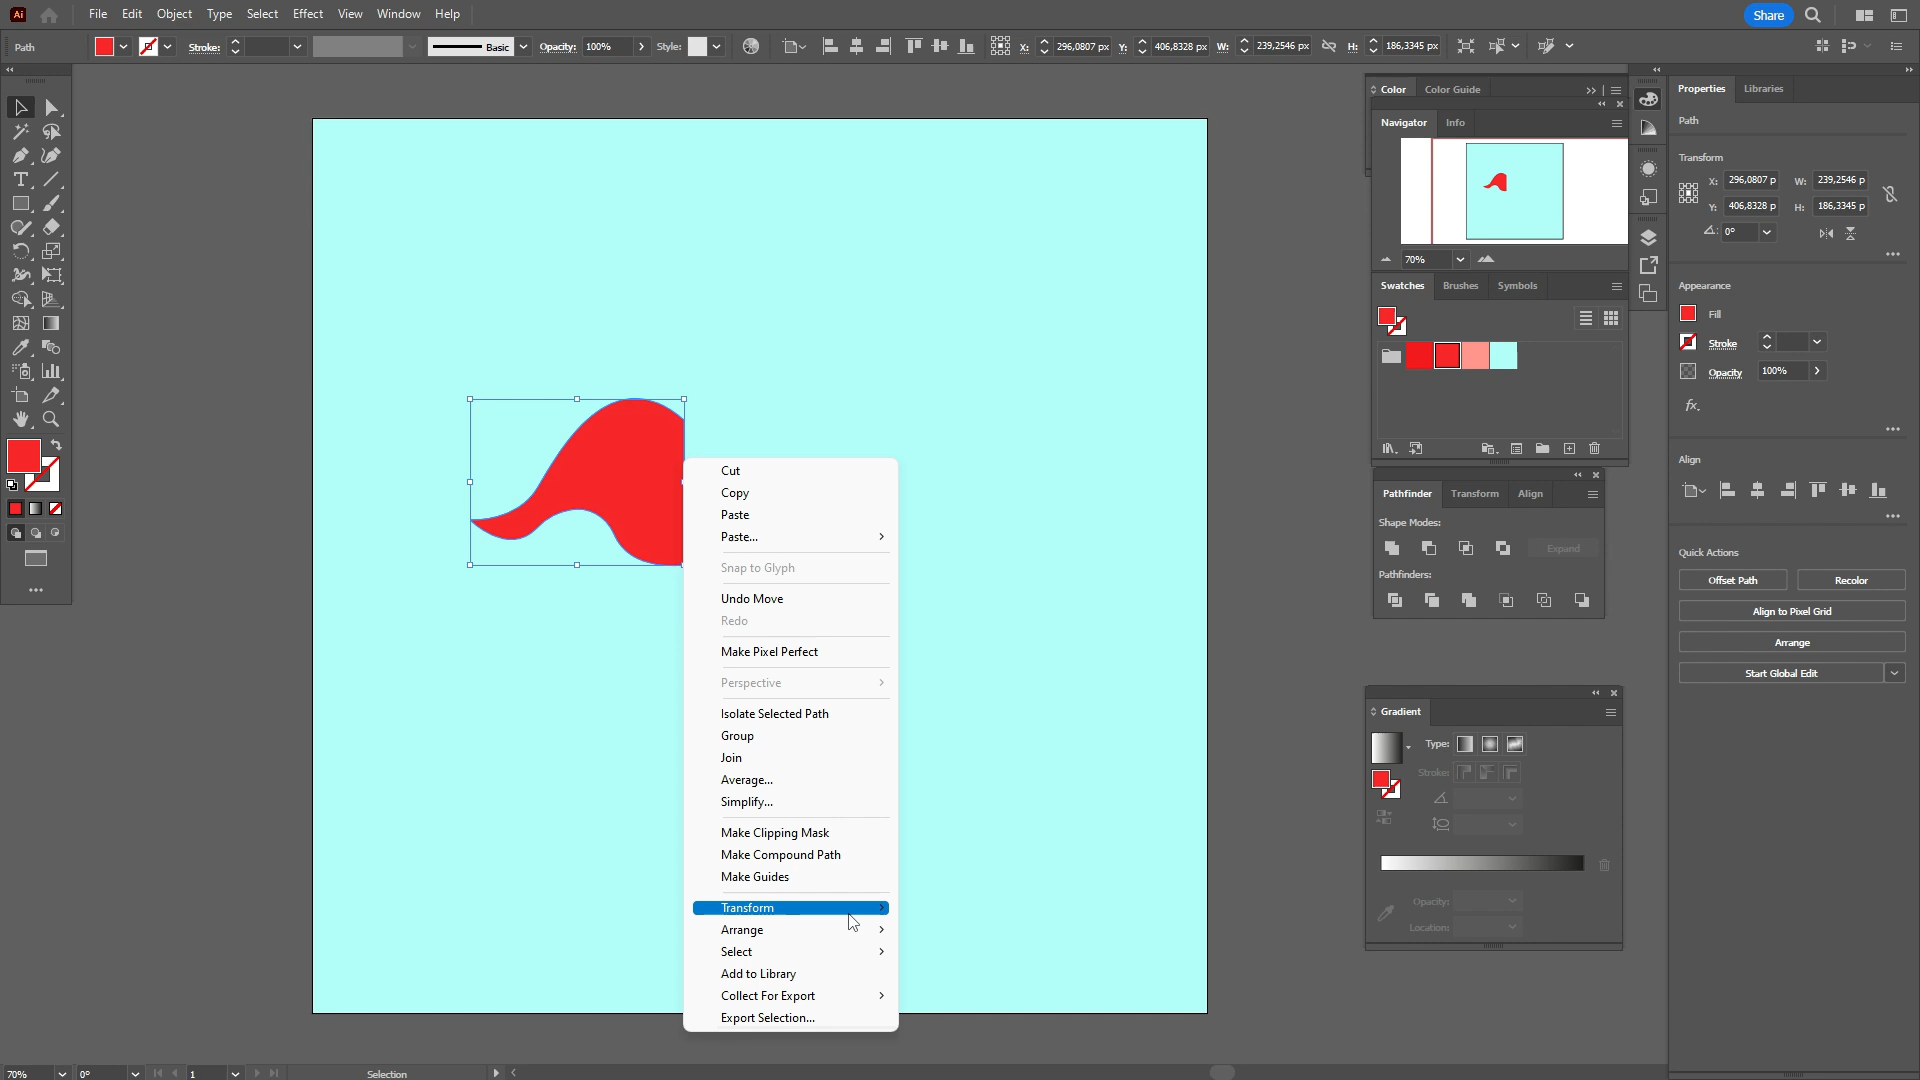 Ai File Edit Object Type Select Effect View Window Help Share
Path Stroke: Basic Opacity: 100% Style: X: 296,0807 px Y: 406,8328 px W: 239,2546 px H: 186,3345 px
Color Color Guide
Navigator Info
70%
Swatches Brushes Symbols
Pathfinder Transform Align
Shape Modes:
Expand
Pathfinders:
Gradient
Type:
Stroke:
Opacity:
Location:
Properties Libraries
Path
Transform
X: 296,0807 p W: 239,2546 p
Y: 406,8328 p H: 186,3345 p
0°
Appearance
Fill
Stroke
Opacity 100%
fx.
Align
Quick Actions
Offset Path Recolor
Align to Pixel Grid
Arrange
Start Global Edit
Cut
Copy
Paste
Paste...
Snap to Glyph
Undo Move
Redo
Make Pixel Perfect
Perspective
Isolate Selected Path
Group
Join
Average...
Simplify...
Make Clipping Mask
Make Compound Path
Make Guides
Transform
Arrange
Select
Add to Library
Collect For Export
Export Selection...
70% 0° 1 Selection